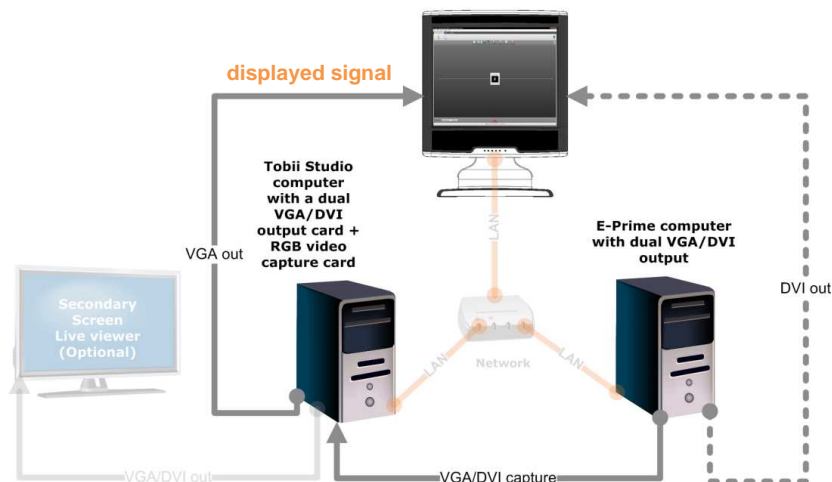 displayed signal
Tobii Studio
computer
with a dual
VGA/DVI
output card +
RGB video
capture card
VGA out
LAN
E-Prime computer
with dual VGA/DVI
output
DVI out
Secondary
Screen
Live viewer
(Optional)
LAN
Network
LAN
VGA/DVI out
VGA/DVI capture